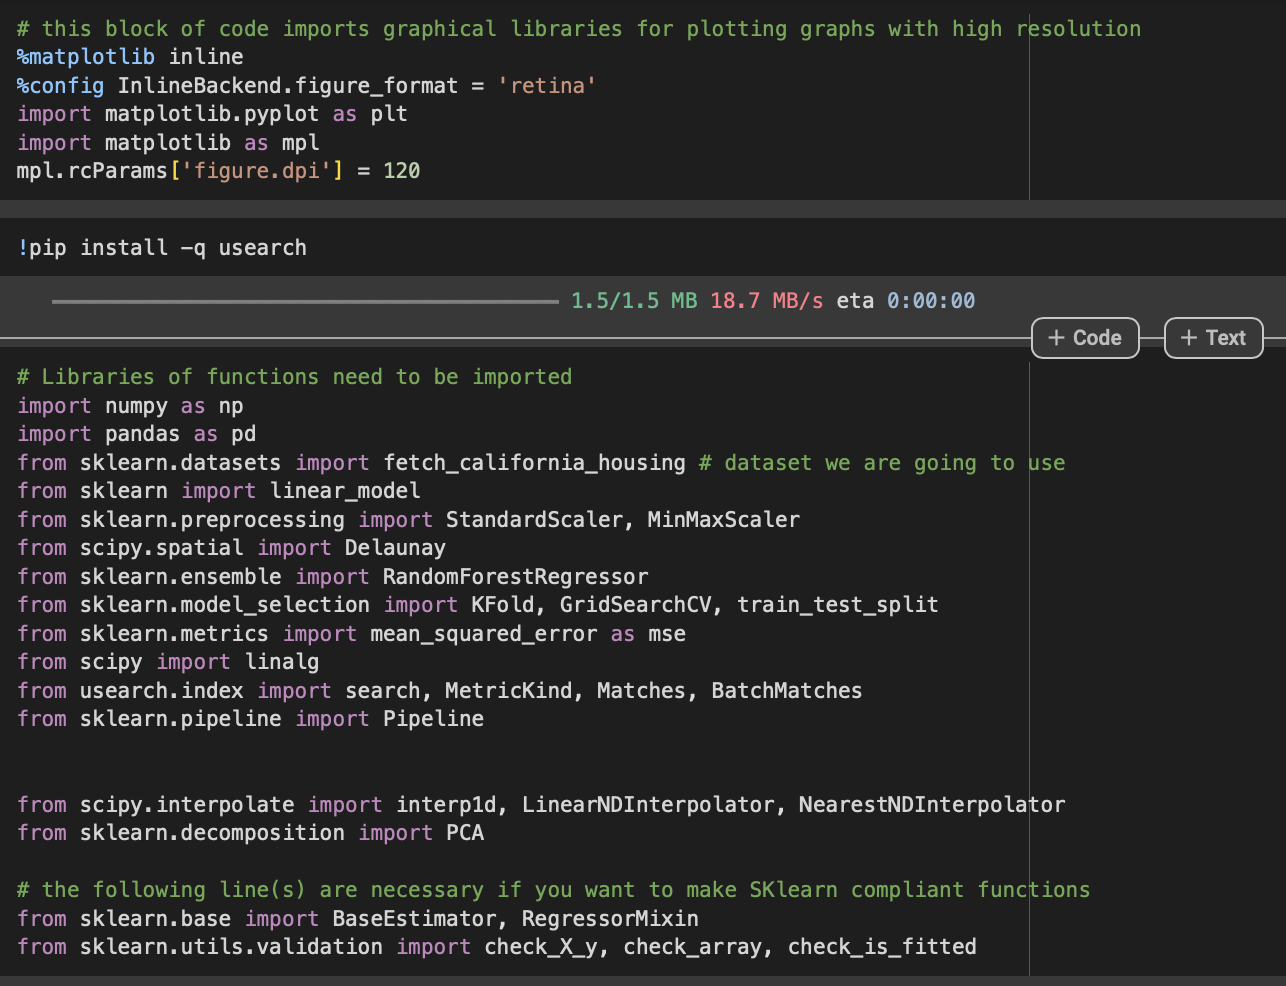 # this block of code imports graphical libraries for plotting graphs with high resolution
%matplotlib inline
%config InlineBackend.figure_format = 'retina'
import matplotlib.pyplot as plt
import matplotlib as mpl
mpl.rcParams['figure.dpi'] = 120
!pip install -q usearch
1.5/1.5 MB 18.7 MB/s eta 0:00:00
+ Code + Text
# Libraries of functions need to be imported
import numpy as np
import pandas as pd
from sklearn.datasets import fetch_california_housing # dataset we are going to use
from sklearn import linear_model
from sklearn.preprocessing import StandardScaler, MinMaxScaler
from scipy.spatial import Delaunay
from sklearn.ensemble import RandomForestRegressor
from sklearn.model_selection import KFold, GridSearchCV, train_test_split
from sklearn.metrics import mean_squared_error as mse
from scipy import linalg
from usearch.index import search, MetricKind, Matches, BatchMatches
from sklearn.pipeline import Pipeline
from scipy.interpolate import interp1d, LinearNDInterpolator, NearestNDInterpolator
from sklearn.decomposition import PCA
# the following line(s) are necessary if you want to make SKlearn compliant functions
from sklearn.base import BaseEstimator, RegressorMixin
from sklearn.utils.validation import check_X_y, check_array, check_is_fitted